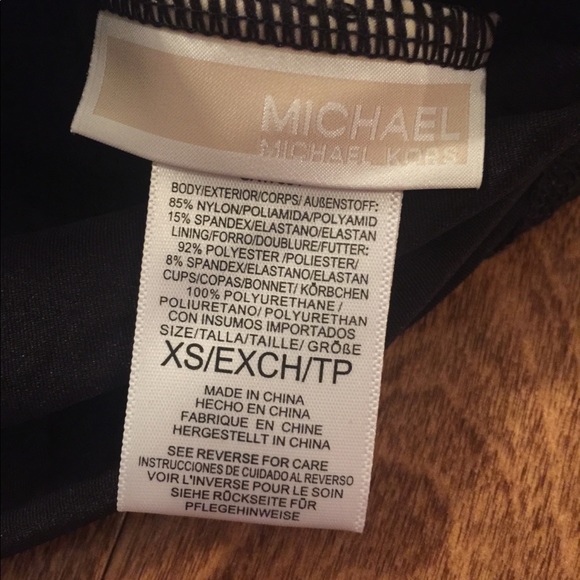 MICHAEL
MICHAEL KORS
BODY/EXTERIOR/CORPS/ AUßENSTOFF:
85% NYLON/POLIAMIDA/POLYAMID
15% SPANDEX/ELASTANO/ELASTAN
LINING/FORRO/DOUBLURE/FUTTER:
92% POLYESTER /POLIESTER/
8% SPANDEX/ELASTANO/ELASTAN
CUPS/COPAS/BONNET/ KÖRBCHEN
100% POLYURETHANE /
POLIURETANO/ POLYURETHAN
CON INSUMOS IMPORTADOS
SIZE/TALLA/TAILLE/ GRÖßE
XS/EXCH/TP
MADE IN CHINA
HECHO EN CHINA
FABRIQUE EN CHINE
HERGESTELLT IN CHINA
SEE REVERSE FOR CARE
INSTRUCCIONES DE CUIDADO AL REVERSO
VOIR L'INVERSE POUR LE SOIN
SIEHE RÜCKSEITE FÜR
PFLEGEHINWEISE